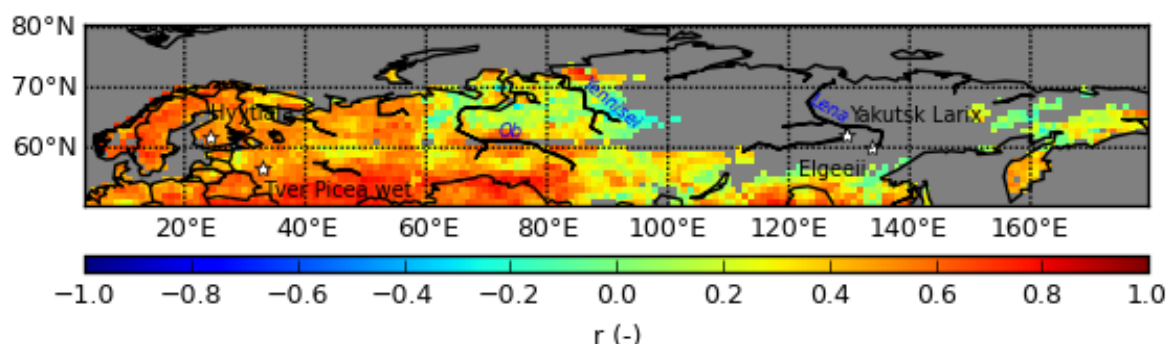 80°N
70°N
60°N
Hyytiälä
Ob
Jennisei
Lena
Yakutsk Larix
Elgeeii
Tver Picea wet
20°E 40°E 60°E 80°E 100°E 120°E 140°E 160°E
−1.0 −0.8 −0.6 −0.4 −0.2 0.0 0.2 0.4 0.6 0.8 1.0
r (-)